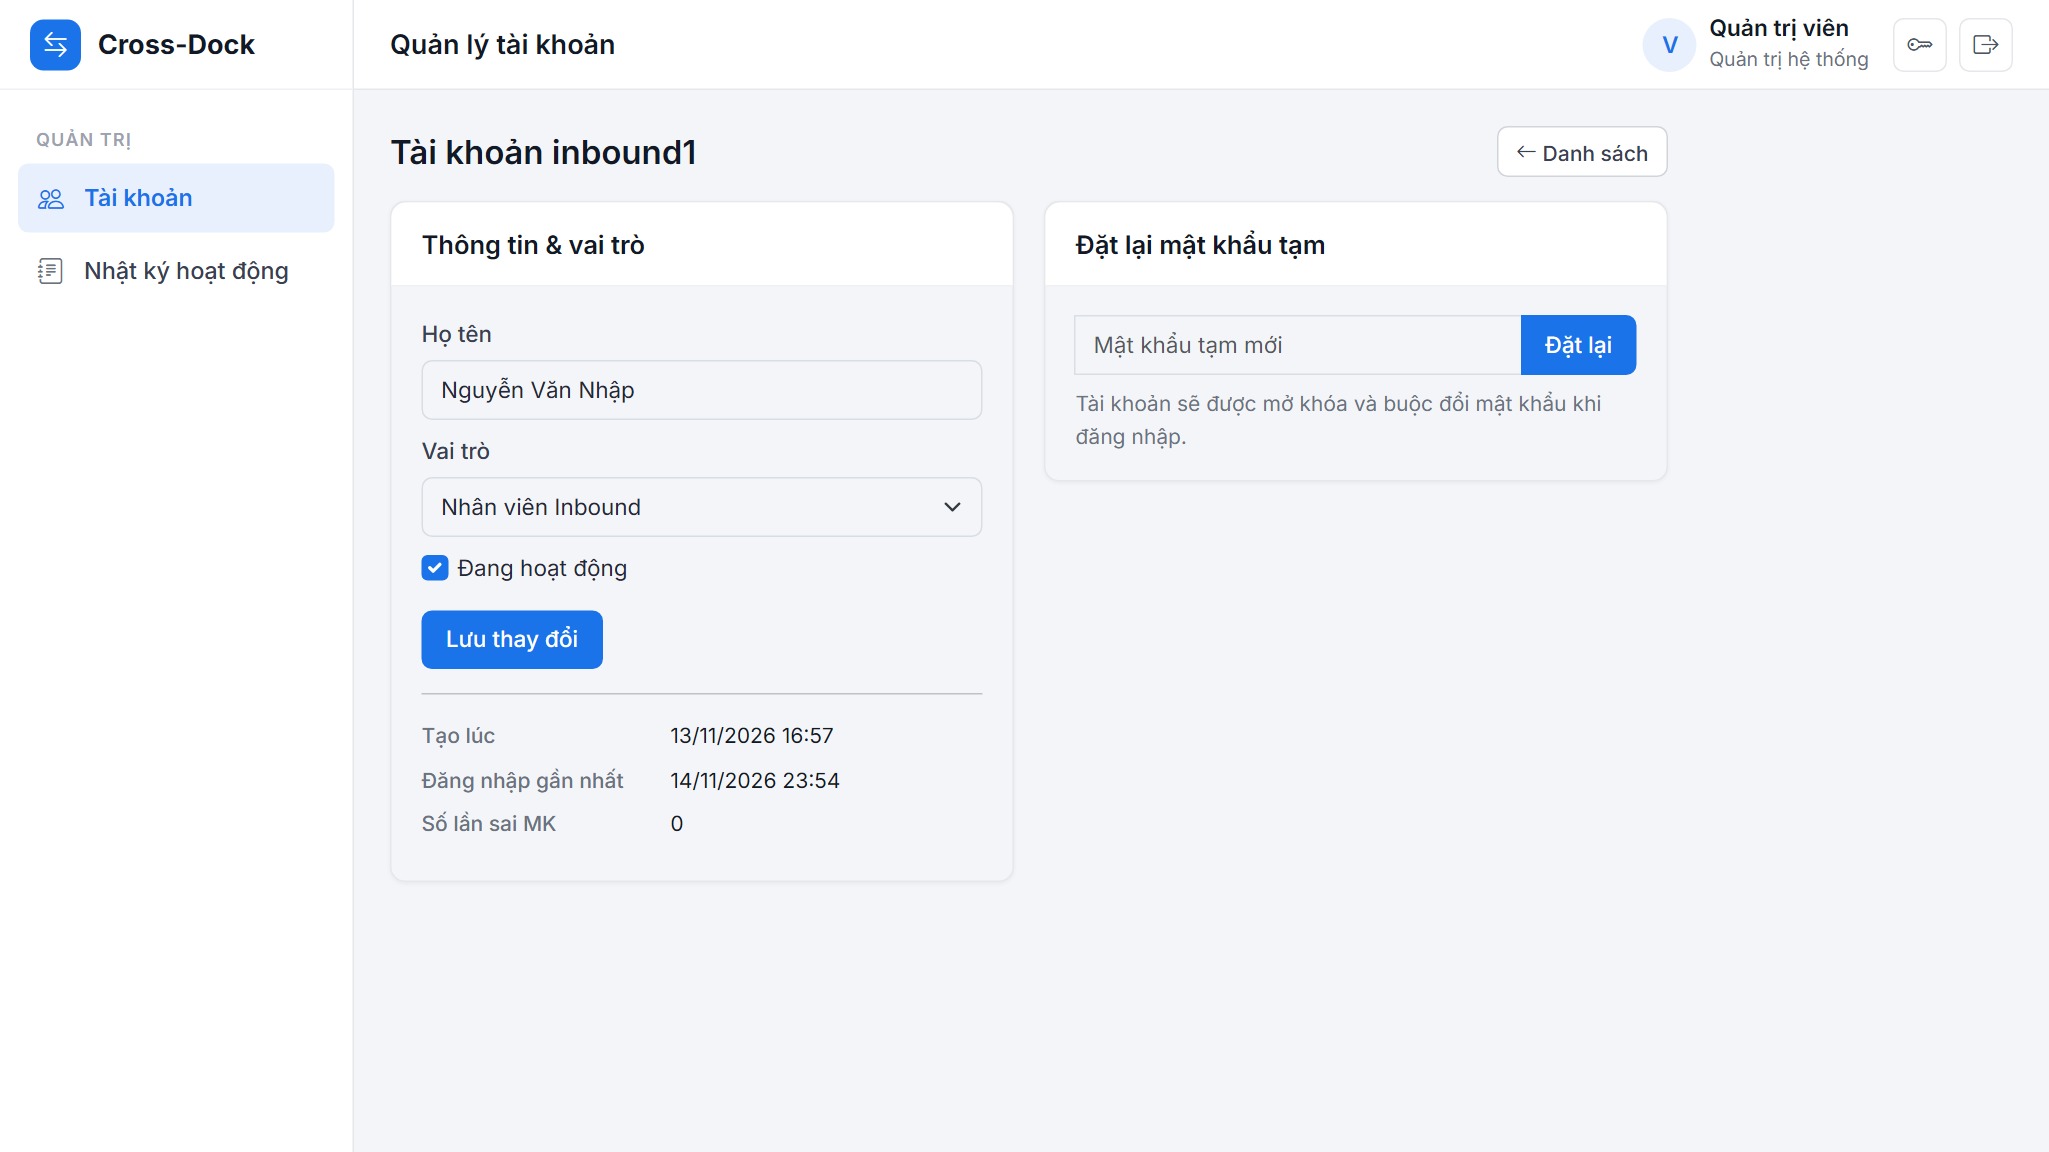 Cross-Dock
Quản lý tài khoản
V
Quản trị viên
Quản trị hệ thống
QUẢN TRỊ
Tài khoản
Nhật ký hoạt động
Tài khoản inbound1
Danh sách
Thông tin & vai trò
Họ tên
Nguyễn Văn Nhập
Vai trò
Nhân viên Inbound
Đang hoạt động
Lưu thay đổi
Tạo lúc 13/11/2026 16:57
Đăng nhập gần nhất 14/11/2026 23:54
Số lần sai MK 0
Đặt lại mật khẩu tạm
Mật khẩu tạm mới
Đặt lại
Tài khoản sẽ được mở khóa và buộc đổi mật khẩu khi
đăng nhập.